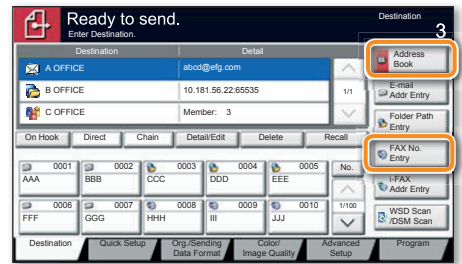 Ready to send.
Destination
3
Enter Destination.
Destination
Detail
A OFFICE
abcd@efg.com
B OFFICE
10.181.56.22:65535
1/1
C OFFICE
Member: 3
Address
Book
E-mail
Addr Entry
Folder Path
Entry
FAX No.
Entry
i-FAX
Addr Entry
WSD Scan
/DSM Scan
On Hook
Direct
Chain
Detail/Edit
Delete
Recall
0001
AAA
0002
BBB
0003
CCC
0004
DDD
0005
EEE
No.
0006
FFF
0007
GGG
0008
HHH
0009
III
0010
JJJ
1/100
Destination
Quick Setup
Org./Sending
Data Format
Color/
Image Quality
Advanced
Setup
Program